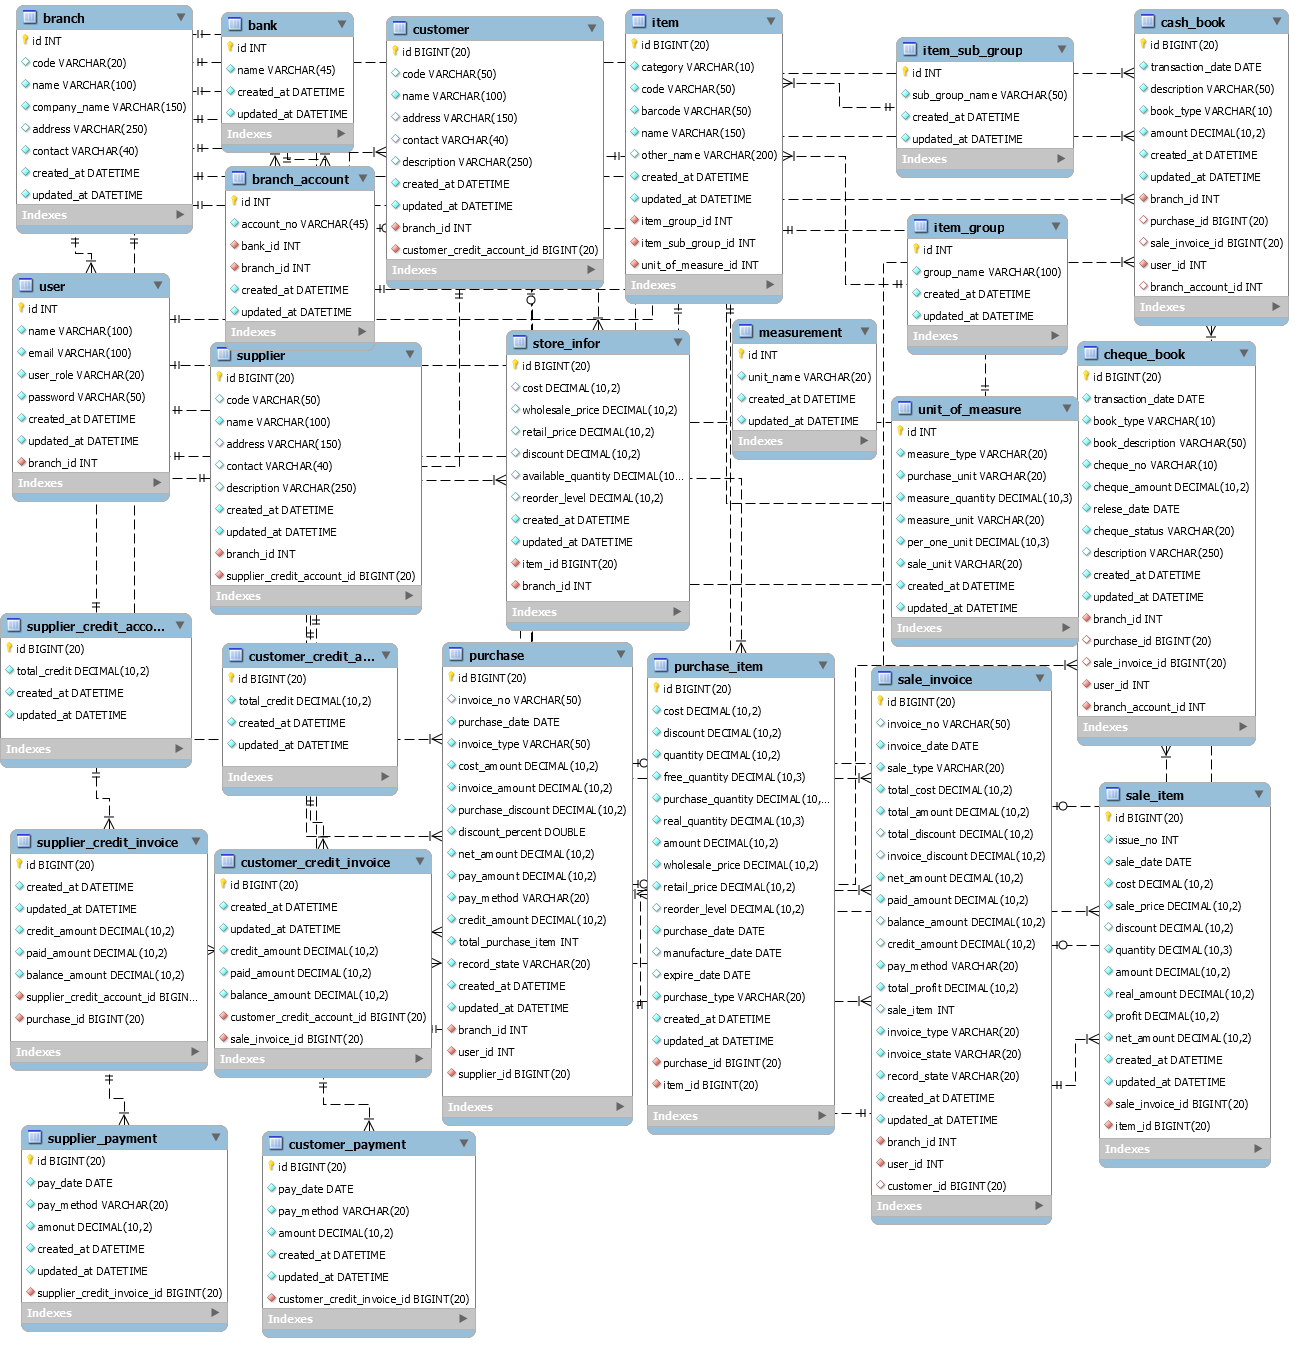 branch
id INT
code VARCHAR(20)
name VARCHAR(100)
company_name VARCHAR(150)
address VARCHAR(250)
contact VARCHAR(40)
created_at DATETIME
updated_at DATETIME
Indexes
bank
id INT
name VARCHAR(45)
created_at DATETIME
updated_at DATETIME
Indexes
customer
id BIGINT(20)
code VARCHAR(50)
name VARCHAR(100)
address VARCHAR(150)
contact VARCHAR(40)
description VARCHAR(250)
created_at DATETIME
updated_at DATETIME
branch_id INT
customer_credit_account_id BIGINT(20)
Indexes
item
id BIGINT(20)
category VARCHAR(10)
code VARCHAR(50)
barcode VARCHAR(50)
name VARCHAR(150)
other_name VARCHAR(200)
created_at DATETIME
updated_at DATETIME
item_group_id INT
item_sub_group_id INT
unit_of_measure_id INT
Indexes
item_sub_group
id INT
sub_group_name VARCHAR(50)
created_at DATETIME
updated_at DATETIME
Indexes
cash_book
id BIGINT(20)
transaction_date DATE
description VARCHAR(50)
book_type VARCHAR(10)
amount DECIMAL(10,2)
created_at DATETIME
updated_at DATETIME
branch_id INT
purchase_id BIGINT(20)
sale_invoice_id BIGINT(20)
user_id INT
branch_account_id INT
Indexes
branch_account
id INT
account_no VARCHAR(45)
bank_id INT
branch_id INT
created_at DATETIME
updated_at DATETIME
Indexes
item_group
id INT
group_name VARCHAR(100)
created_at DATETIME
updated_at DATETIME
Indexes
user
id INT
name VARCHAR(100)
email VARCHAR(100)
user_role VARCHAR(20)
password VARCHAR(50)
created_at DATETIME
updated_at DATETIME
branch_id INT
Indexes
supplier
id BIGINT(20)
code VARCHAR(50)
name VARCHAR(100)
address VARCHAR(150)
contact VARCHAR(40)
description VARCHAR(250)
created_at DATETIME
updated_at DATETIME
branch_id INT
supplier_credit_account_id BIGINT(20)
Indexes
store_infor
id BIGINT(20)
cost DECIMAL(10,2)
wholesale_price DECIMAL(10,2)
retail_price DECIMAL(10,2)
discount DECIMAL(10,2)
available_quantity DECIMAL(10...
reorder_level DECIMAL(10,2)
created_at DATETIME
updated_at DATETIME
item_id BIGINT(20)
branch_id INT
Indexes
measurement
id INT
unit_name VARCHAR(20)
created_at DATETIME
updated_at DATETIME
Indexes
unit_of_measure
id INT
measure_type VARCHAR(20)
purchase_unit VARCHAR(20)
measure_quantity DECIMAL(10,3)
measure_unit VARCHAR(20)
per_one_unit DECIMAL(10,3)
sale_unit VARCHAR(20)
created_at DATETIME
updated_at DATETIME
Indexes
cheque_book
id BIGINT(20)
transaction_date DATE
book_type VARCHAR(10)
book_description VARCHAR(50)
cheque_no VARCHAR(10)
cheque_amount DECIMAL(10,2)
relese_date DATE
cheque_status VARCHAR(20)
description VARCHAR(250)
created_at DATETIME
updated_at DATETIME
branch_id INT
purchase_id BIGINT(20)
sale_invoice_id BIGINT(20)
user_id INT
branch_account_id INT
Indexes
supplier_credit_acco...
id BIGINT(20)
total_credit DECIMAL(10,2)
created_at DATETIME
updated_at DATETIME
Indexes
customer_credit_a...
id BIGINT(20)
total_credit DECIMAL(10,2)
created_at DATETIME
updated_at DATETIME
Indexes
purchase
id BIGINT(20)
invoice_no VARCHAR(50)
purchase_date DATE
invoice_type VARCHAR(50)
cost_amount DECIMAL(10,2)
invoice_amount DECIMAL(10,2)
purchase_discount DECIMAL(10,2)
discount_percent DOUBLE
net_amount DECIMAL(10,2)
pay_amount DECIMAL(10,2)
pay_method VARCHAR(20)
credit_amount DECIMAL(10,2)
total_purchase_item INT
record_state VARCHAR(20)
created_at DATETIME
updated_at DATETIME
branch_id INT
user_id INT
supplier_id BIGINT(20)
Indexes
purchase_item
id BIGINT(20)
cost DECIMAL(10,2)
discount DECIMAL(10,2)
quantity DECIMAL(10,2)
free_quantity DECIMAL(10,3)
purchase_quantity DECIMAL(10,...
real_quantity DECIMAL(10,3)
amount DECIMAL(10,2)
wholesale_price DECIMAL(10,2)
retail_price DECIMAL(10,2)
reorder_level DECIMAL(10,2)
purchase_date DATE
manufacture_date DATE
expire_date DATE
purchase_type VARCHAR(20)
created_at DATETIME
updated_at DATETIME
purchase_id BIGINT(20)
item_id BIGINT(20)
Indexes
sale_invoice
id BIGINT(20)
invoice_no VARCHAR(50)
invoice_date DATE
sale_type VARCHAR(20)
total_cost DECIMAL(10,2)
total_amount DECIMAL(10,2)
total_discount DECIMAL(10,2)
invoice_discount DECIMAL(10,2)
net_amount DECIMAL(10,2)
paid_amount DECIMAL(10,2)
balance_amount DECIMAL(10,2)
credit_amount DECIMAL(10,2)
pay_method VARCHAR(20)
total_profit DECIMAL(10,2)
sale_item INT
invoice_type VARCHAR(20)
invoice_state VARCHAR(20)
record_state VARCHAR(20)
created_at DATETIME
updated_at DATETIME
branch_id INT
user_id INT
customer_id BIGINT(20)
Indexes
sale_item
id BIGINT(20)
issue_no INT
sale_date DATE
cost DECIMAL(10,2)
sale_price DECIMAL(10,2)
discount DECIMAL(10,2)
quantity DECIMAL(10,3)
amount DECIMAL(10,2)
real_amount DECIMAL(10,2)
profit DECIMAL(10,2)
net_amount DECIMAL(10,2)
created_at DATETIME
updated_at DATETIME
sale_invoice_id BIGINT(20)
item_id BIGINT(20)
Indexes
supplier_credit_invoice
id BIGINT(20)
created_at DATETIME
updated_at DATETIME
credit_amount DECIMAL(10,2)
paid_amount DECIMAL(10,2)
balance_amount DECIMAL(10,2)
supplier_credit_account_id BIGIN...
purchase_id BIGINT(20)
Indexes
customer_credit_invoice
id BIGINT(20)
created_at DATETIME
updated_at DATETIME
credit_amount DECIMAL(10,2)
paid_amount DECIMAL(10,2)
balance_amount DECIMAL(10,2)
customer_credit_account_id BIGINT(20)
sale_invoice_id BIGINT(20)
Indexes
supplier_payment
id BIGINT(20)
pay_date DATE
pay_method VARCHAR(20)
amonut DECIMAL(10,2)
created_at DATETIME
updated_at DATETIME
supplier_credit_invoice_id BIGINT(20)
Indexes
customer_payment
id BIGINT(20)
pay_date DATE
pay_method VARCHAR(20)
amount DECIMAL(10,2)
created_at DATETIME
updated_at DATETIME
customer_credit_invoice_id BIGINT(20)
Indexes